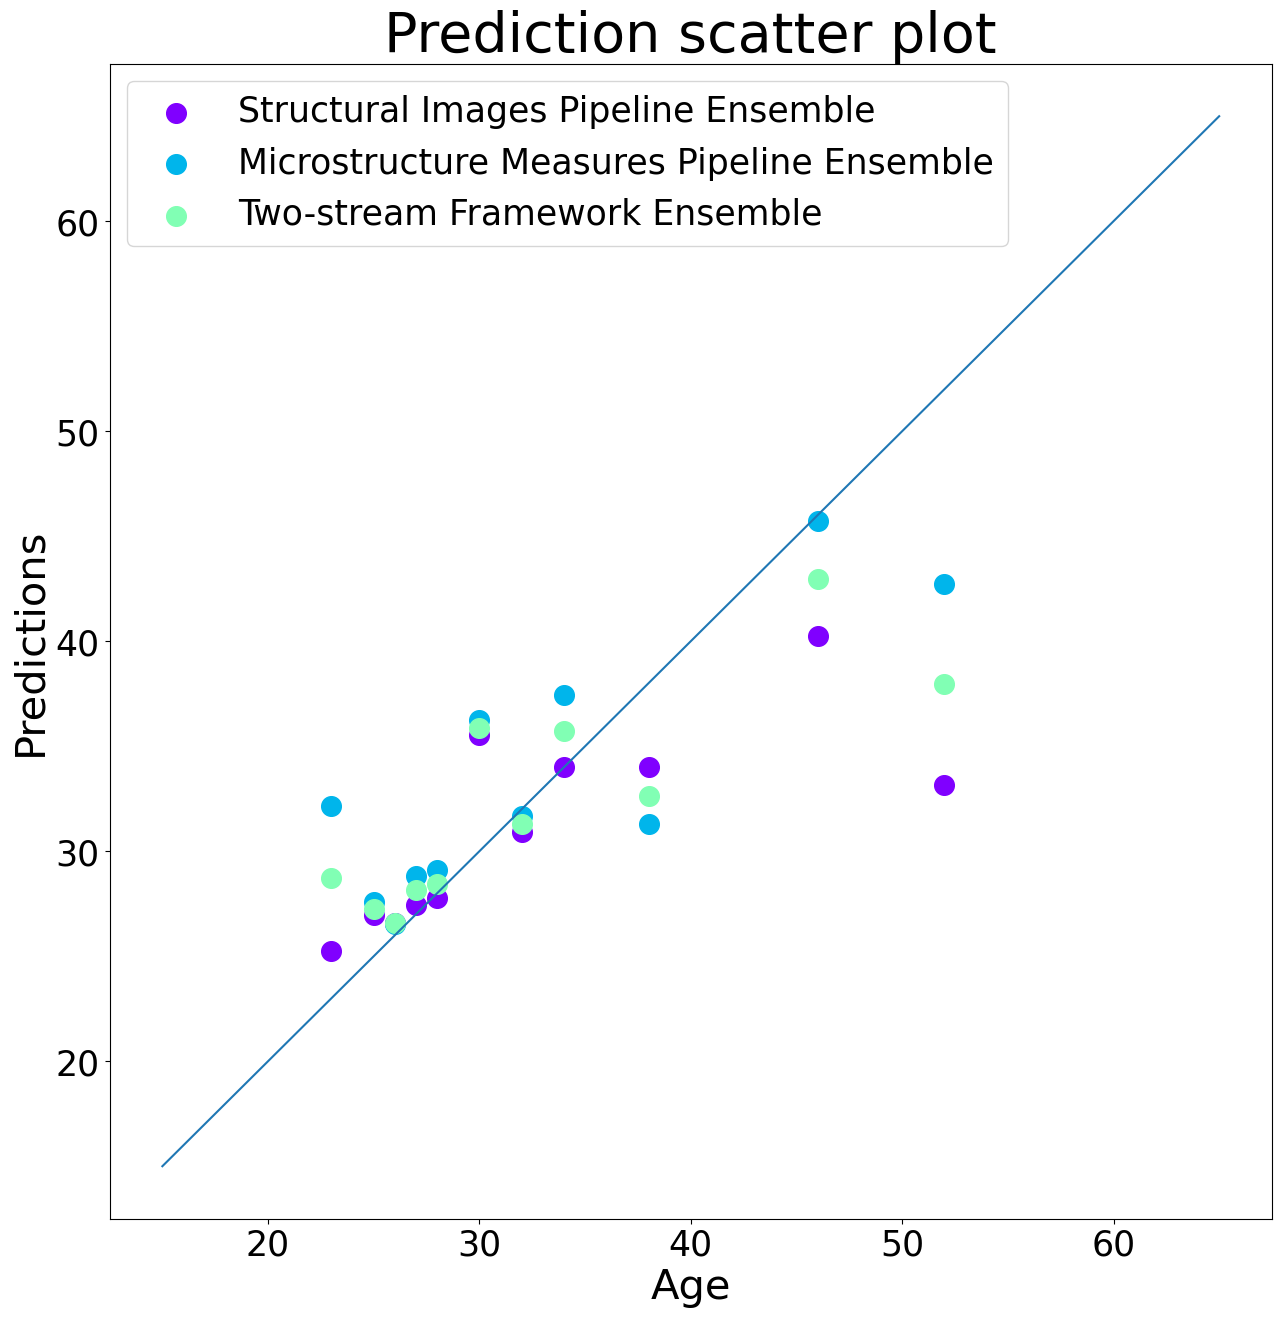 Prediction scatter plot
Structural Images Pipeline Ensemble
Microstructure Measures Pipeline Ensemble
Two-stream Framework Ensemble
60
50
40
30
20
Predictions
20 30 40 50 60
Age